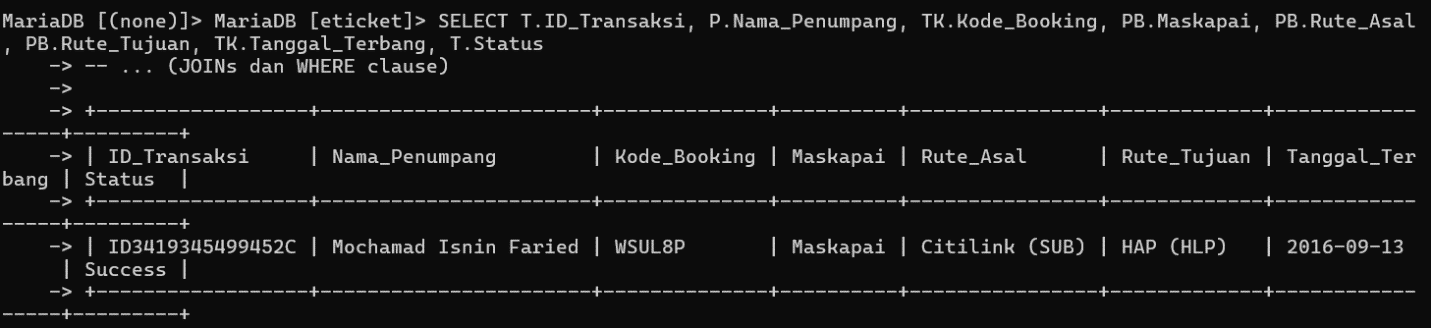 MariaDB [(none)]> MariaDB [eticket]> SELECT T.ID_Transaksi, P.Nama_Penumpang, TK.Kode_Booking, PB.Maskapai, PB.Rute_Asal
, PB.Rute_Tujuan, TK.Tanggal_Terbang, T.Status
    -> -- ... (JOINs dan WHERE clause)
    ->
    -> +------------------+-----------------------+--------------+----------+----------------+-------------+------------
-----+---------+
    -> | ID_Transaksi     | Nama_Penumpang        | Kode_Booking | Maskapai | Rute_Asal      | Rute_Tujuan | Tanggal_Ter
bang | Status  |
    -> +------------------+-----------------------+--------------+----------+----------------+-------------+------------
-----+---------+
    -> | ID3419345499452C | Mochamad Isnin Faried | WSUL8P       | Maskapai | Citilink (SUB) | HAP (HLP)   | 2016-09-13
     | Success |
    -> +------------------+-----------------------+--------------+----------+----------------+-------------+------------
-----+---------+